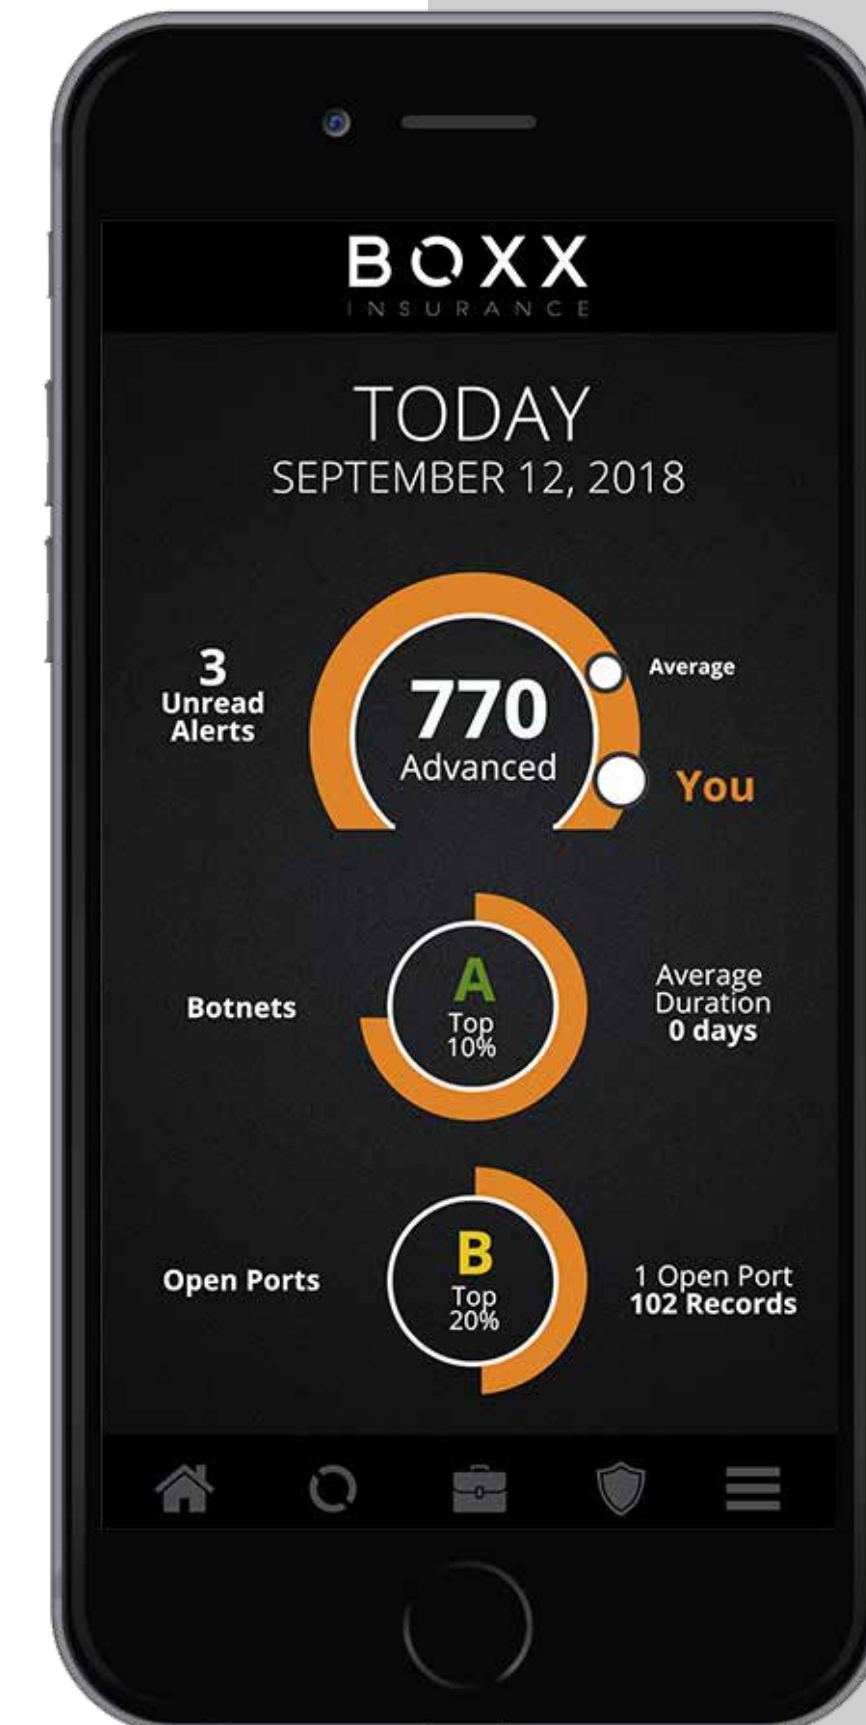 BOXX
INSURANCE
TODAY
SEPTEMBER 12, 2018
3
Unread
Alerts
770
Advanced
Average
You
Botnets
A
Top
10%
Average
Duration
0 days
Open Ports
B
Top
20%
1 Open Port
102 Records